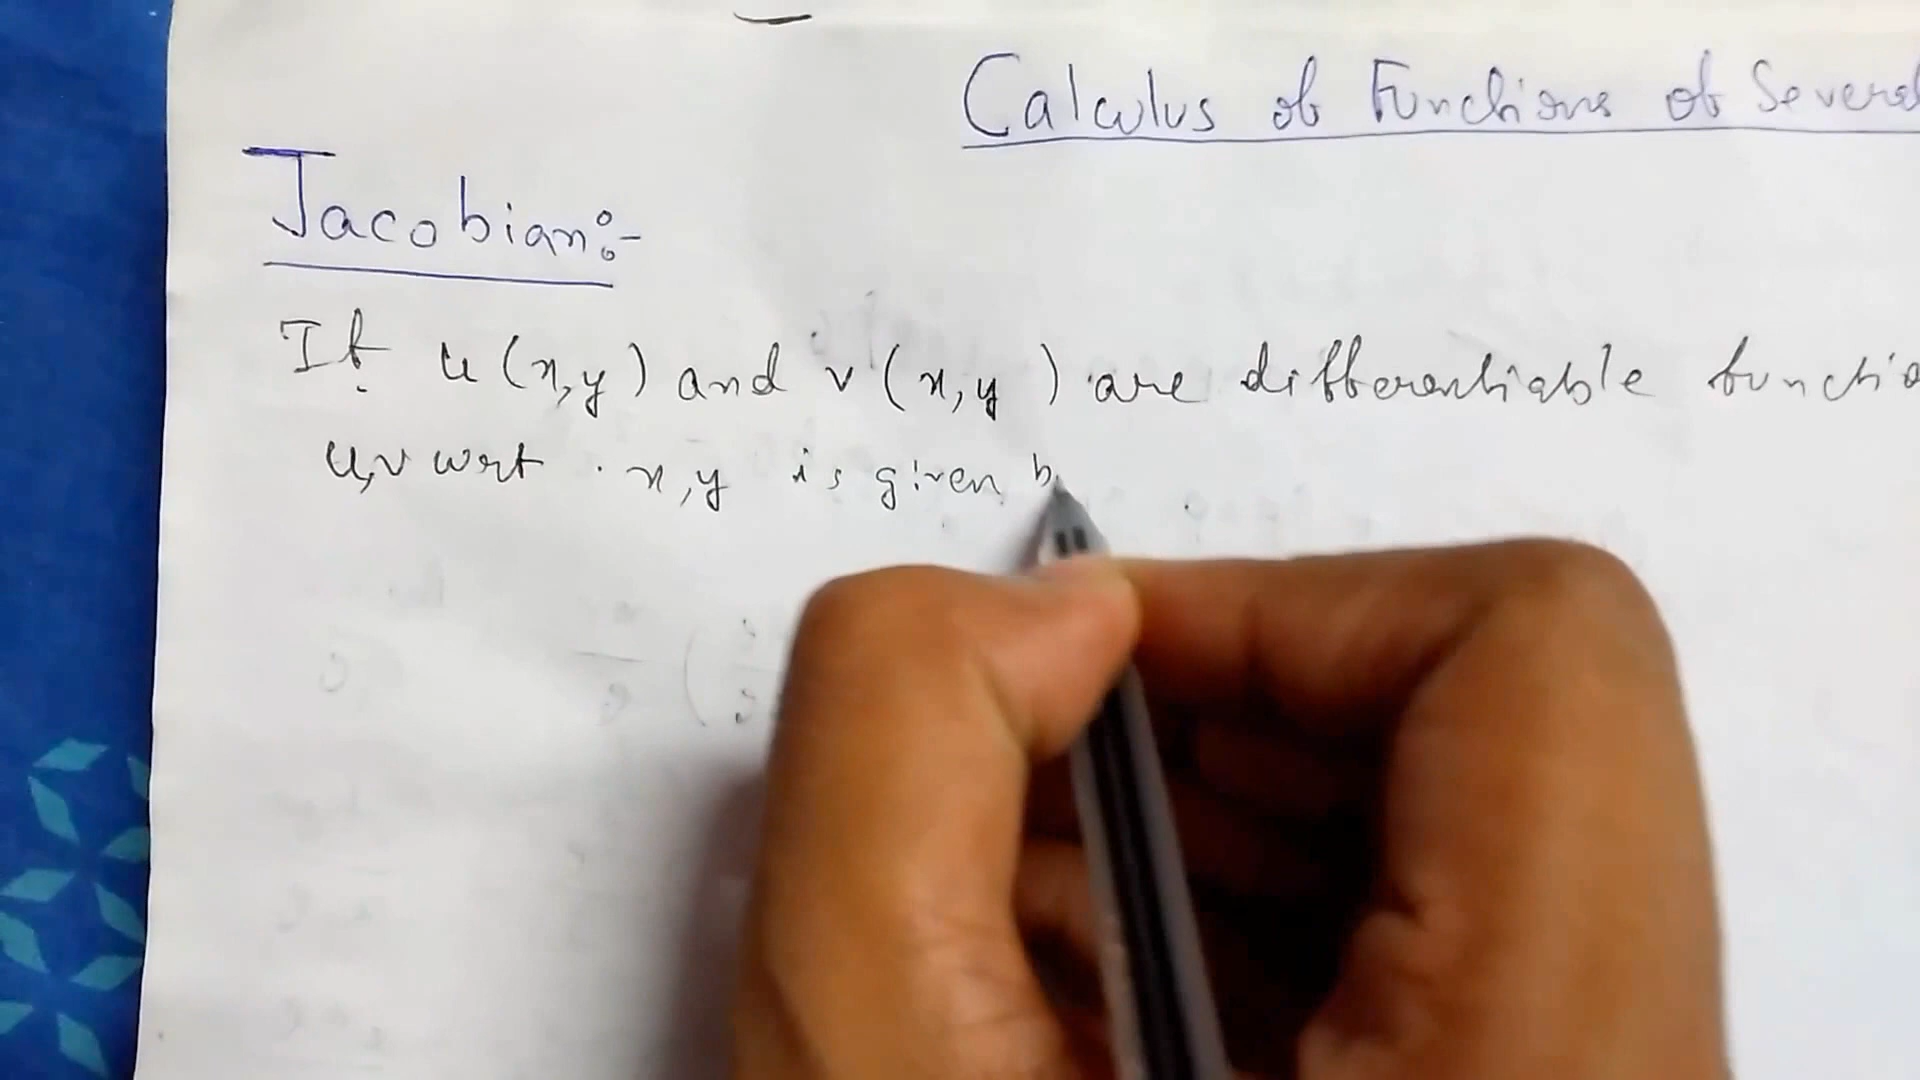 Calculus of Functions of Several
Jacobian:-
If u(x,y) and v(x,y) are differentiable functio
u,v wrt x,y is given b